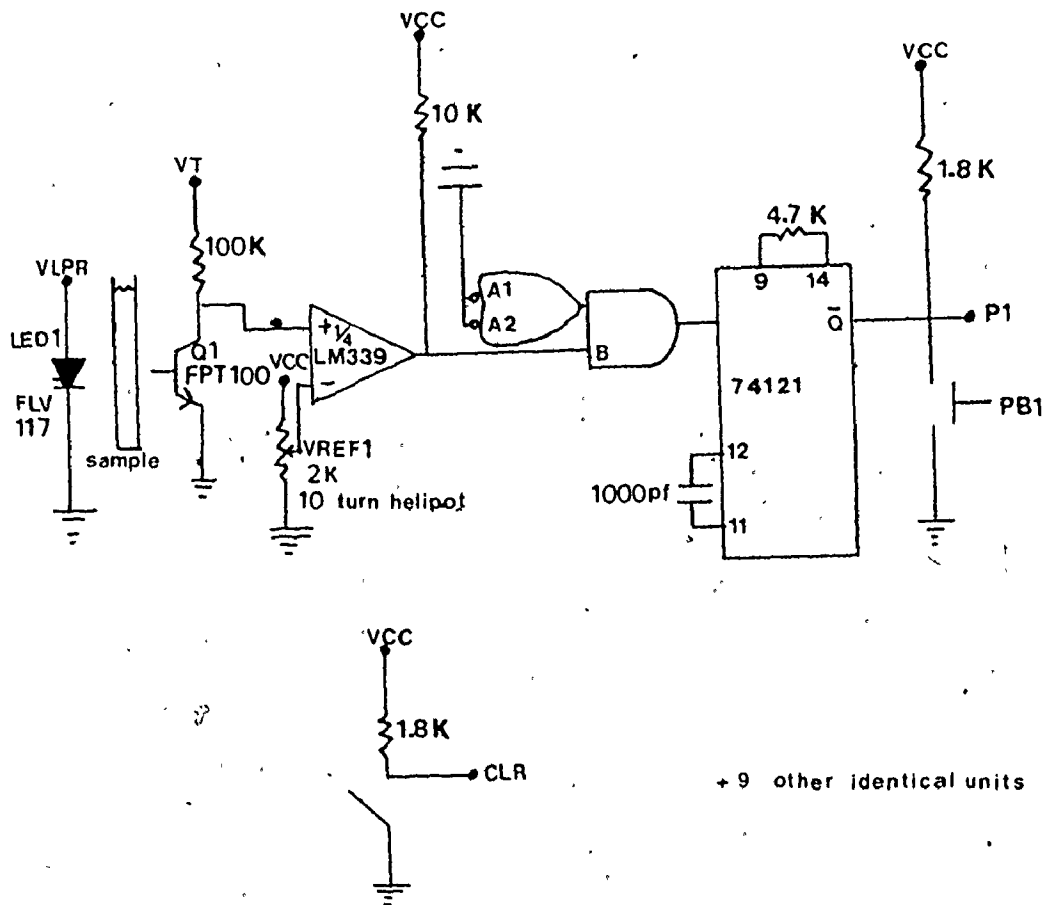 VCC
10 K
VCC
1.8 K
VT
100K
VLPR
LED1
FLV
117
sample
Q1
FPT100
+ 1/4
LM339
-
VCC
VREF1
2K
10 turn helipot
A1
A2
B
4.7 K
9 14
Q̅
74121
12
1000pf
11
P1
PB1
VCC
1.8 K
CLR
+ 9 other identical units